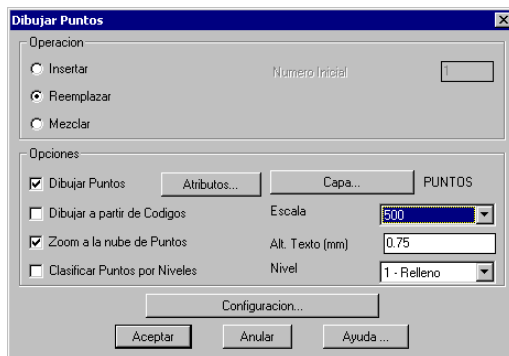 Dibujar Puntos
Operacion
Insertar
Numero Inicial
1
Reemplazar
Mezclar
Opciones
Dibujar Puntos
Atributos...
Capa...
PUNTOS
Dibujar a partir de Codigos
Escala
500
Zoom a la nube de Puntos
Alt. Texto (mm)
0.75
Clasificar Puntos por Niveles
Nivel
1 - Relleno
Configuracion...
Aceptar
Anular
Ayuda ...